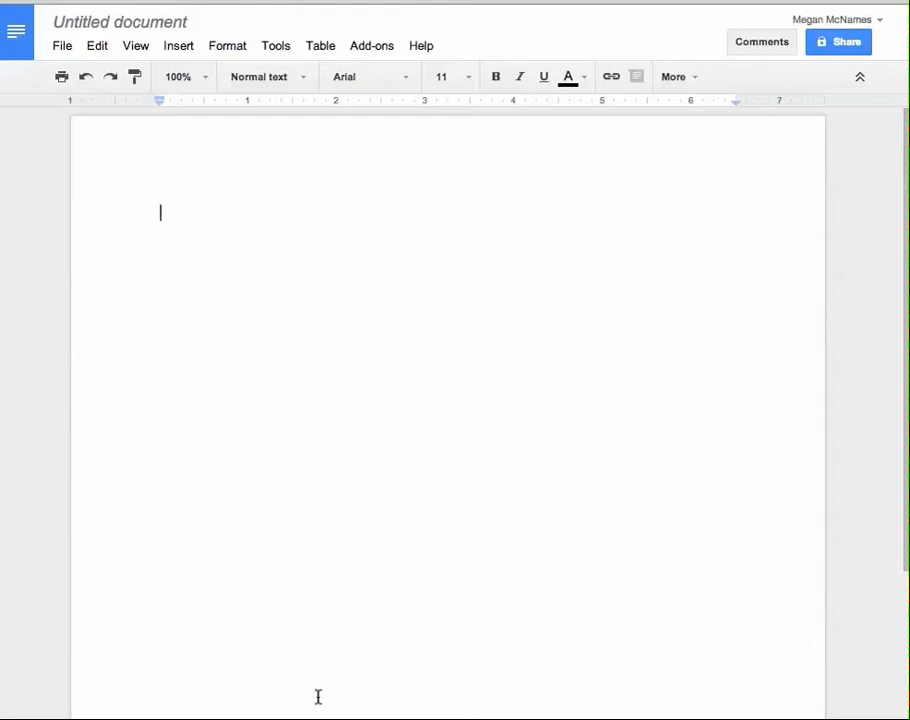 Untitled document
Megan McNames
File Edit View Insert Format Tools Table Add-ons Help
Comments Share
100% Normal text Arial 11 B I U A More
1 1 2 3 4 5 6 7